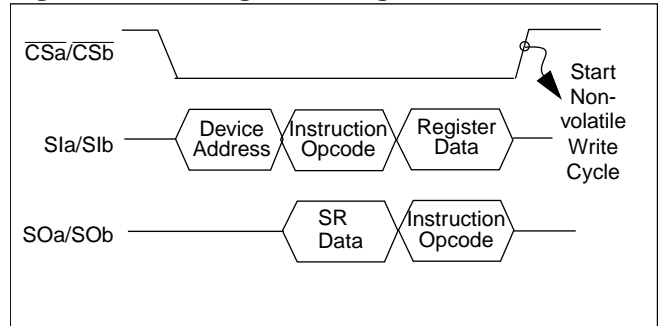 CSa/CSb
Start
Non-
volatile
Write
Cycle
SIa/SIb
Device
Address
Instruction
Opcode
Register
Data
SOa/SOb
SR
Data
Instruction
Opcode